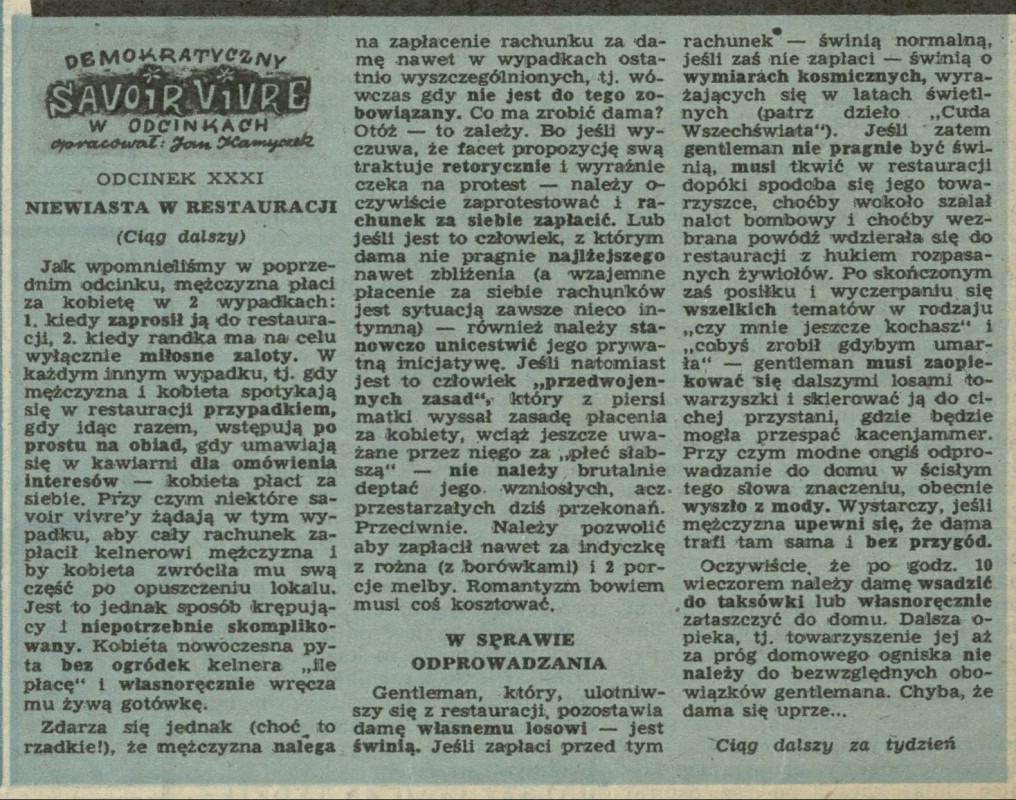 DEMOKRATYCZNY
SAVOIR VIVRE
W ODCINKACH
opracował: Jan Kamyczek
ODCINEK XXXI
NIEWIASTA W RESTAURACJI
(Ciąg dalszy)
Jak wpomnieliśmy w poprze-
dnim odcinku, mężczyzna płaci
za kobietę w 2 wypadkach:
1. kiedy zaprosił ją do restaura-
cji, 2. kiedy randka ma na celu
wyłącznie miłosne zaloty. W
każdym innym wypadku, tj. gdy
mężczyzna i kobieta spotykają
się w restauracji przypadkiem,
gdy idąc razem, wstępują po
prostu na obiad, gdy umawiają
się w kawiarni dla omówienia
interesów — kobieta płaci za
siebie. Przy czym niektóre sa-
voir vivre'y żądają w tym wy-
padku, aby cały rachunek za-
płacił kelnerowi mężczyzna i
by kobieta zwróciła mu swą
część po opuszczeniu lokalu.
Jest to jednak sposób krępują-
cy i niepotrzebnie skompliko-
wany. Kobieta nowoczesna py-
ta bez ogródek kelnera „ile
płacę“ i własnoręcznie wręcza
mu żywą gotówkę.
Zdarza się jednak (choć to
rzadkie!), że mężczyzna nalega
na zapłacenie rachunku za da-
mę nawet w wypadkach osta-
tnio wyszczególnionych, tj. wó-
wczas gdy nie jest do tego zo-
bowiązany. Co ma zrobić dama?
Otóż — to zależy. Bo jeśli wy-
czuwa, że facet propozycję swą
traktuje retorycznie i wyraźnie
czeka na protest — należy o-
czywiście zaprotestować i ra-
chunek za siebie zapłacić. Lub
jeśli jest to człowiek, z którym
dama nie pragnie najlżejszego
nawet zbliżenia (a wzajemne
płacenie za siebie rachunków
jest sytuacją zawsze nieco in-
tymną) — również należy sta-
nowczo unicestwić jego prywa-
tną inicjatywę. Jeśli natomiast
jest to człowiek „przedwojen-
nych zasad“, który z piersi
matki wyssał zasadę płacenia
za kobiety, wciąż jeszcze uwa-
żane przez niego za „płeć słab-
szą“ — nie należy brutalnie
deptać jego wzniosłych, acz
przestarzałych dziś przekonań.
Przeciwnie. Należy pozwolić
aby zapłacił nawet za indyczkę
z rożna (z borówkami) i 2 por-
cje melby. Romantyzm bowiem
musi coś kosztować.
W SPRAWIE
ODPROWADZANIA
Gentleman, który, ulotniw-
szy się z restauracji, pozostawia
damę własnemu losowi — jest
świnią. Jeśli zapłaci przed tym
rachunek — świnią normalną,
jeśli zaś nie zapłaci — świnią o
wymiarach kosmicznych, wyra-
żających się w latach świetl-
nych (patrz dzieło „Cuda
Wszechświata“). Jeśli zatem
gentleman nie pragnie być świ-
nią, musi tkwić w restauracji
dopóki spodoba się jego towa-
rzyszce, choćby wokoło szalał
nalot bombowy i choćby wez-
brana powódź wdzierała się do
restauracji z hukiem rozpasa-
nych żywiołów. Po skończonym
zaś posiłku i wyczerpaniu się
wszelkich tematów w rodzaju
„czy mnie jeszcze kochasz“ i
„cobyś zrobił gdybym umar-
ła“ — gentleman musi zaopie-
kować się dalszymi losami to-
warzyszki i skierować ją do ci-
chej przystani, gdzie będzie
mogła przespać kacenjammer.
Przy czym modne ongiś odpro-
wadzanie do domu w ścisłym
tego słowa znaczeniu, obecnie
wyszło z mody. Wystarczy, jeśli
mężczyzna upewni się, że dama
trafi tam sama i bez przygód.
Oczywiście, że po godz. 10
wieczorem należy damę wsadzić
do taksówki lub własnoręcznie
zataszczyć do domu. Dalsza o-
pieka, tj. towarzyszenie jej aż
za próg domowego ogniska nie
należy do bezwzględnych obo-
wiązków gentlemana. Chyba, że
dama się uprze...
Ciąg dalszy za tydzień